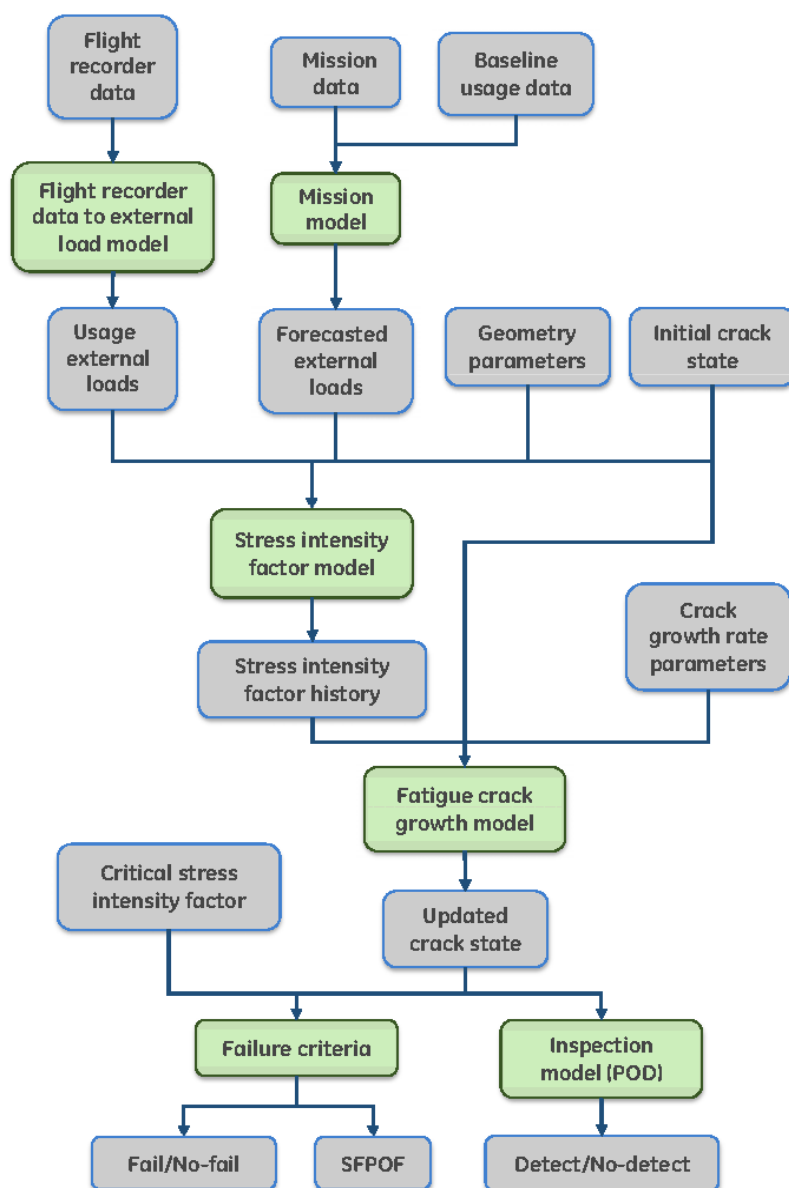 Flight
recorder
data
Mission
data
Baseline
usage data
Flight recorder
data to external
load model
Mission
model
Usage
external
loads
Forecasted
external
loads
Geometry
parameters
Initial crack
state
Stress intensity
factor model
Crack
growth rate
parameters
Stress intensity
factor history
Fatigue crack
growth model
Critical stress
intensity factor
Updated
crack state
Failure criteria
Inspection
model (POD)
Fail/No-fail
SFPOF
Detect/No-detect